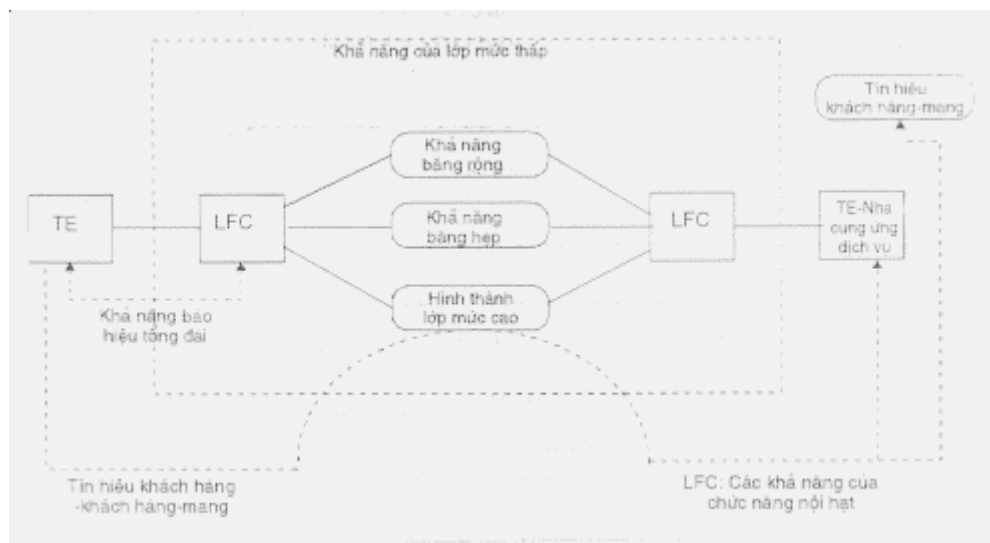 Khả năng của lớp mức thấp
Tín hiệu
khách hàng-mạng
Khả năng
băng rộng
TE
LFC
Khả năng
băng hẹp
LFC
TE-Nhà
cung ứng
dịch vụ
Hình thành
lớp mức cao
Khả năng báo
hiệu tổng đài
Tín hiệu khách hàng
-khách hàng-mạng
LFC: Các khả năng của
chức năng nội hạt